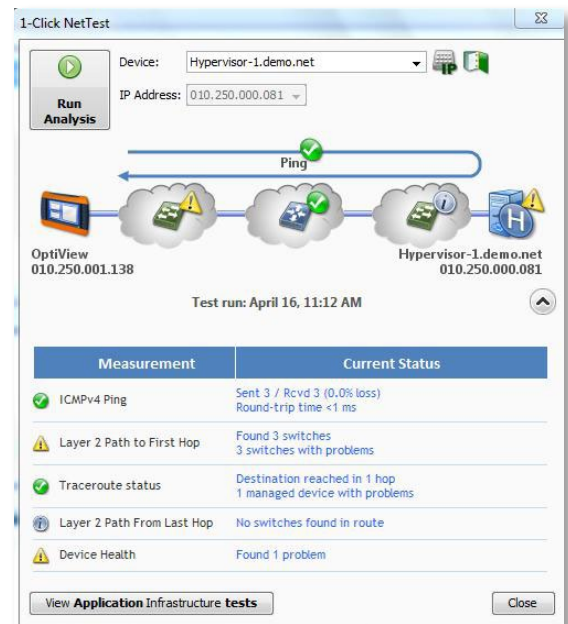 1-Click NetTest
Run
Analysis
Device: Hypervisor-1.demo.net
IP
IP Address: 010.250.000.081
Ping
H
OptiView
010.250.001.138
Hypervisor-1.demo.net
010.250.000.081
Test run: April 16, 11:12 AM
Measurement Current Status
ICMPv4 Ping
Sent 3 / Rcvd 3 (0.0% loss)
Round-trip time <1 ms
Layer 2 Path to First Hop
Found 3 switches
3 switches with problems
Traceroute status
Destination reached in 1 hop
1 managed device with problems
Layer 2 Path From Last Hop No switches found in route
Device Health Found 1 problem
View Application Infrastructure tests Close